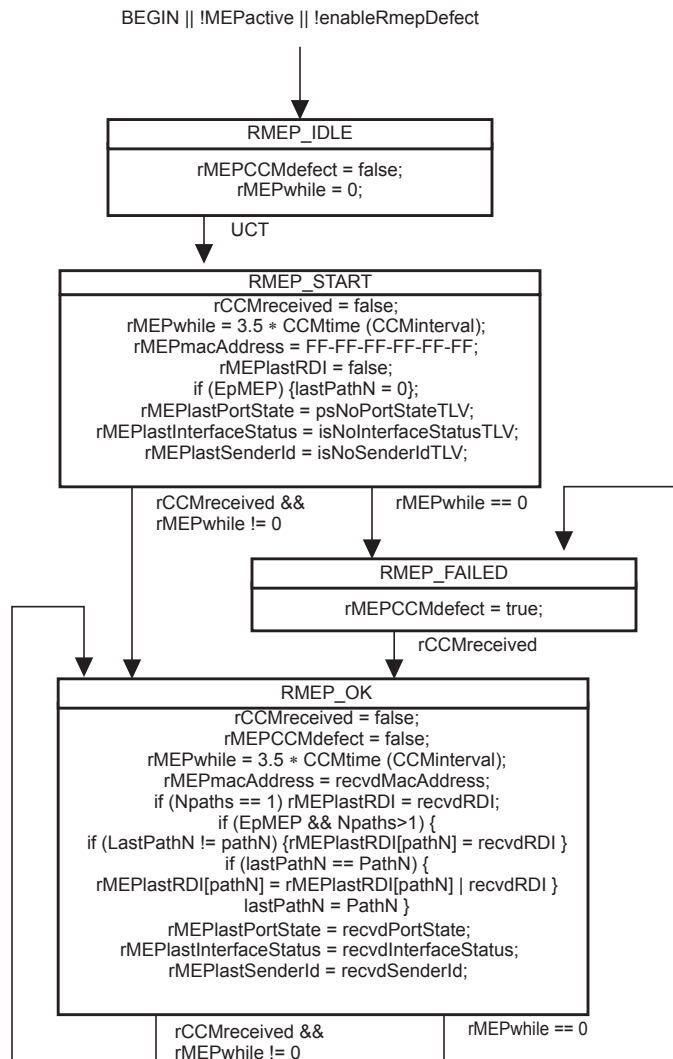 BEGIN || !MEPactive || !enableRmepDefect
RMEP_IDLE
rMEPCCMdefect = false;
rMEPwhile = 0;
UCT
RMEP_START
rCCMreceived = false;
rMEPwhile = 3.5 * CCMtime (CCMinterval);
rMEPmacAddress = FF-FF-FF-FF-FF-FF;
rMEPlastRDI = false;
if (EpMEP) {lastPathN = 0};
rMEPlastPortState = psNoPortStateTLV;
rMEPlastInterfaceStatus = isNoInterfaceStatusTLV;
rMEPlastSenderId = isNoSenderIdTLV;
rCCMreceived &&
rMEPwhile != 0
rMEPwhile == 0
RMEP_FAILED
rMEPCCMdefect = true;
rCCMreceived
RMEP_OK
rCCMreceived = false;
rMEPCCMdefect = false;
rMEPwhile = 3.5 * CCMtime (CCMinterval);
rMEPmacAddress = recvdMacAddress;
if (Npaths == 1) rMEPlastRDI = recvdRDI;
if (EpMEP && Npaths>1) {
if (LastPathN != pathN) {rMEPlastRDI[pathN] = recvdRDI }
if (lastPathN == PathN) {
rMEPlastRDI[pathN] = rMEPlastRDI[pathN] | recvdRDI }
lastPathN = PathN }
rMEPlastPortState = recvdPortState;
rMEPlastInterfaceStatus = recvdInterfaceStatus;
rMEPlastSenderId = recvdSenderId;
rCCMreceived &&
rMEPwhile != 0
rMEPwhile == 0